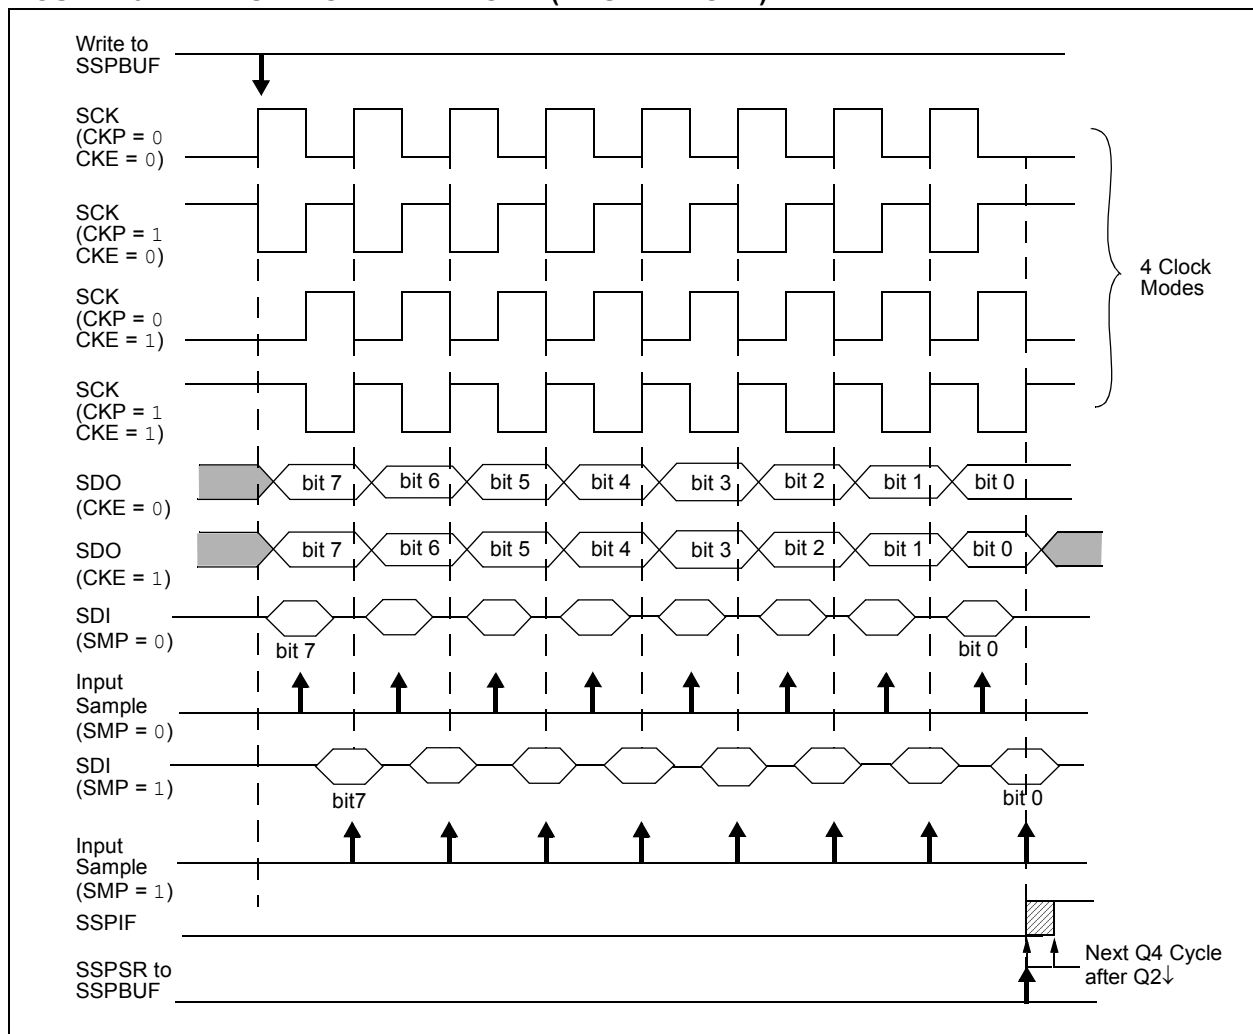 Write to
SSPBUF
SCK
(CKP = 0
CKE = 0)
SCK
(CKP = 1
CKE = 0)
SCK
(CKP = 0
CKE = 1)
SCK
(CKP = 1
CKE = 1)
4 Clock
Modes
SDO
(CKE = 0)
bit 7 bit 6 bit 5 bit 4 bit 3 bit 2 bit 1 bit 0
SDO
(CKE = 1)
bit 7 bit 6 bit 5 bit 4 bit 3 bit 2 bit 1 bit 0
SDI
(SMP = 0)
bit 7 bit 0
Input
Sample
(SMP = 0)
SDI
(SMP = 1)
bit7 bit 0
Input
Sample
(SMP = 1)
SSPIF
SSPSR to
SSPBUF
Next Q4 Cycle
after Q2↓